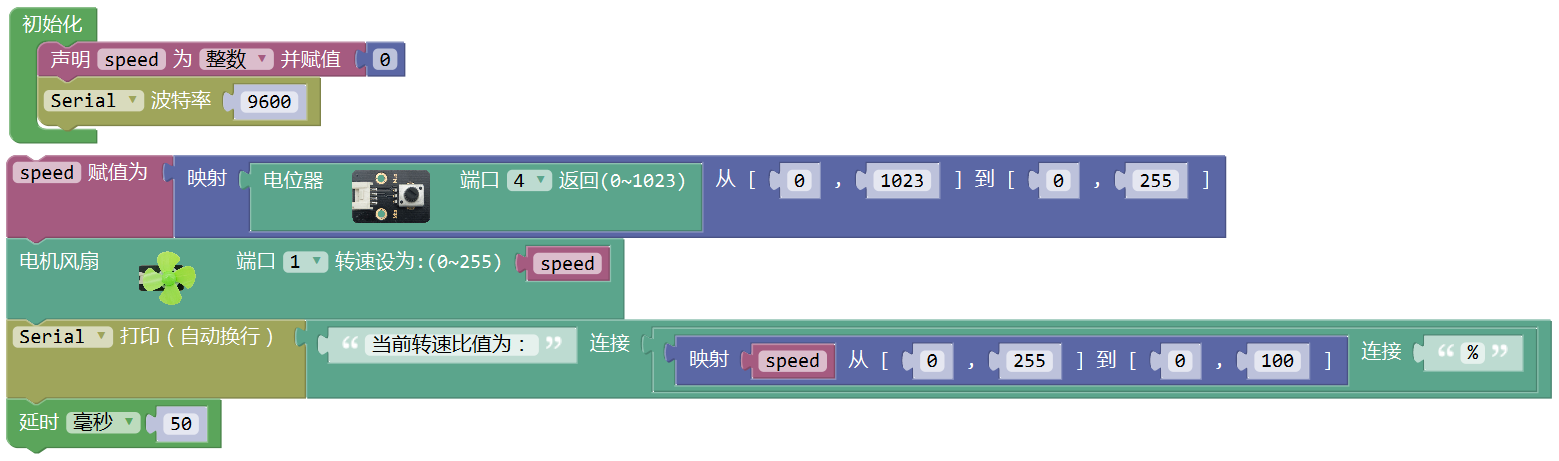 初始化
声明 speed 为 整数 并赋值 0
Serial 波特率 9600
speed 赋值为 映射 电位器 端口 4 返回(0~1023) 从 [ 0 , 1023 ] 到 [ 0 , 255 ]
电机风扇 端口 1 转速设为:(0~255) speed
Serial 打印（自动换行） “ 当前转速比值为： ” 连接 映射 speed 从 [ 0 , 255 ] 到 [ 0 , 100 ] 连接 “ % ”
延时 毫秒 50